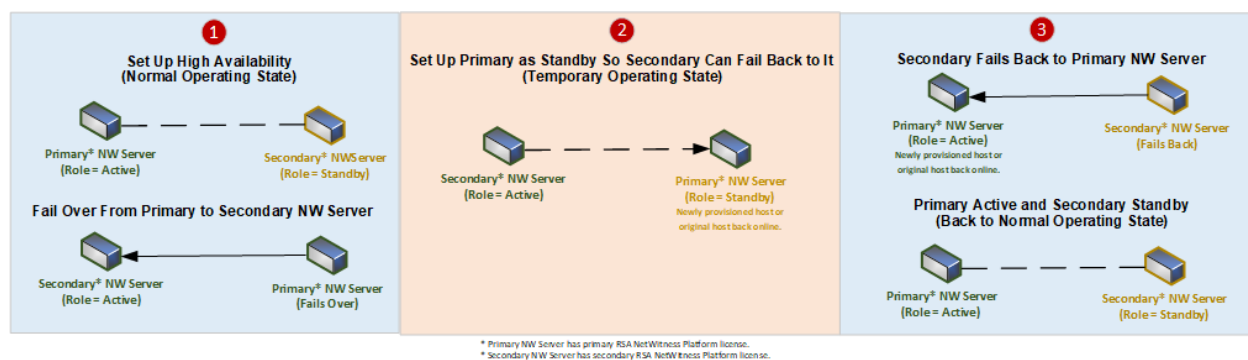 1
Set Up High Availability
(Normal Operating State)
Primary* NW Server
(Role = Active)
Secondary* NWServer
(Role = Standby)
Fail Over From Primary to Secondary NW Server
Secondary* NW Server
(Role = Active)
Primary* NW Server
(Fails Over)
2
Set Up Primary as Standby So Secondary Can Fail Back to It
(Temporary Operating State)
Secondary* NW Server
(Role = Active)
Primary* NW Server
(Role = Standby)
Newly provisioned host or
original host back online.
3
Secondary Fails Back to Primary NW Server
Primary* NW Server
(Role = Active)
Newly provisioned host or
original host back online.
Secondary* NW Server
(Fails Back)
Primary Active and Secondary Standby
(Back to Normal Operating State)
Primary* NW Server
(Role = Active)
Secondary* NW Server
(Role = Standby)
* Primary NW Server has primary RSA NetWitness Platform license.
* Secondary NW Server has secondary RSA NetWitness Platform license.